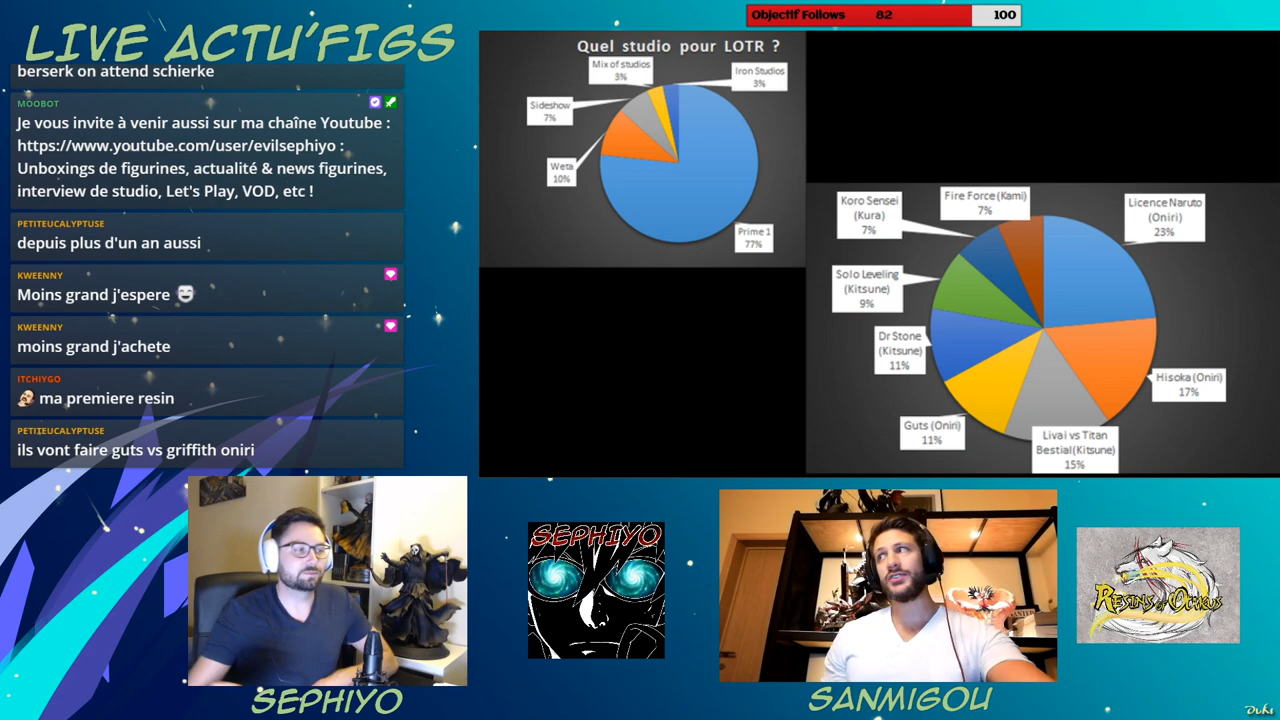 LIVE ACTU'FIGS
berserk on attend schierke
MOOBOT
Je vous invite à venir aussi sur ma chaîne Youtube :
https://www.youtube.com/user/evilsephiyo :
Unboxings de figurines, actualité & news figurines,
interview de studio, Let's Play, VOD, etc !
PETITEUCALYPTUSE
depuis plus d'un an aussi
KWEENNY
Moins grand j'espere
KWEENNY
moins grand j'achete
ITCHIYGO
ma premiere resin
PETITEUCALYPTUSE
ils vont faire guts vs griffith oniri
Objectif Follows 82 100
Quel studio pour LOTR ?
Mix of studios
3%
Iron Studios
3%
Sideshow
7%
Weta
10%
Prime 1
77%
Koro Sensei
(Kura)
7%
Fire Force (Kami)
7%
Licence Naruto
(Oniri)
23%
Solo Leveling
(Kitsune)
9%
Dr Stone
(Kitsune)
11%
Hisoka (Oniri)
17%
Guts (Oniri)
11%
Livai vs Titan
Bestial (Kitsune)
15%
SEPHIYO
RESINS of OTAKUS
SEPHIYO
SANMIGOU
Duke